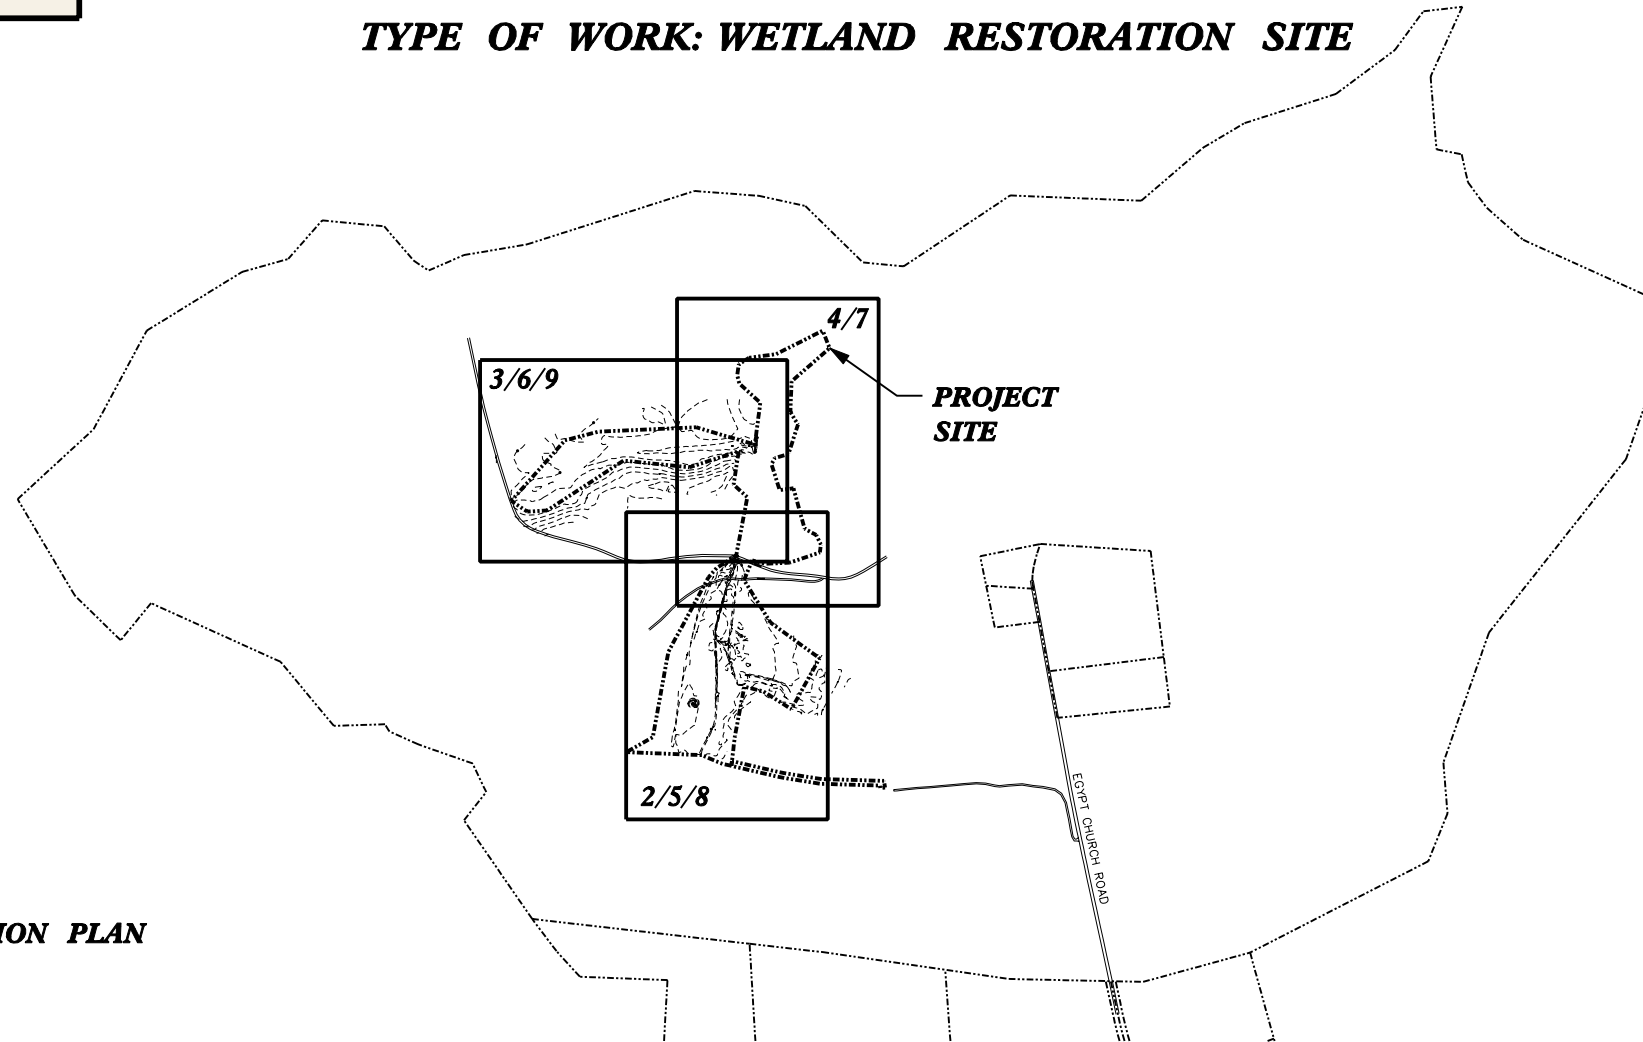 TYPE OF WORK: WETLAND RESTORATION SITE
4/7
3/6/9
PROJECT
SITE
2/5/8
EGYPT CHURCH ROAD
PLAN